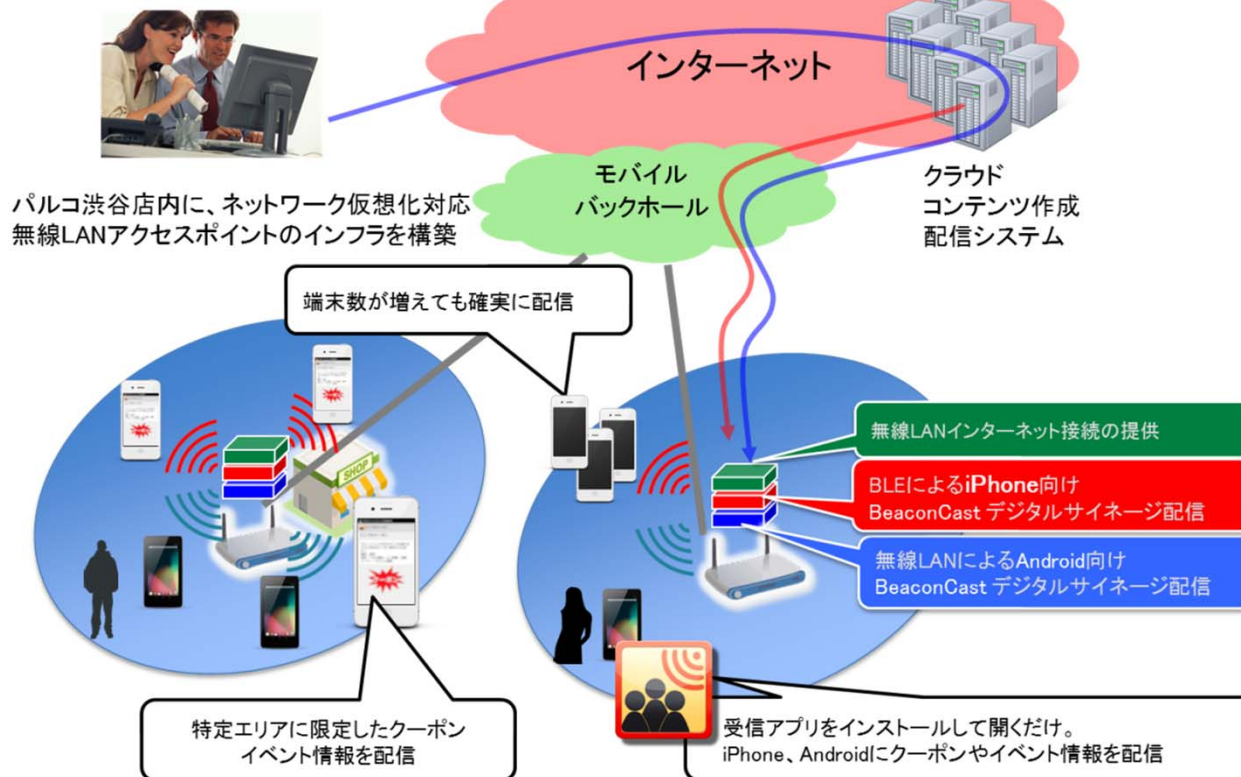 インターネット
モバイル
バックホール
クラウド
コンテンツ作成
配信システム
パルコ渋谷店内に、ネットワーク仮想化対応
無線LANアクセスポイントのインフラを構築
端末数が増えても確実に配信
SHOP
無線LANインターネット接続の提供
BLEによるiPhone向け
BeaconCast デジタルサイネージ配信
無線LANによるAndroid向け
BeaconCast デジタルサイネージ配信
特定エリアに限定したクーポン
イベント情報を配信
受信アプリをインストールして開くだけ。
iPhone、Androidにクーポンやイベント情報を配信